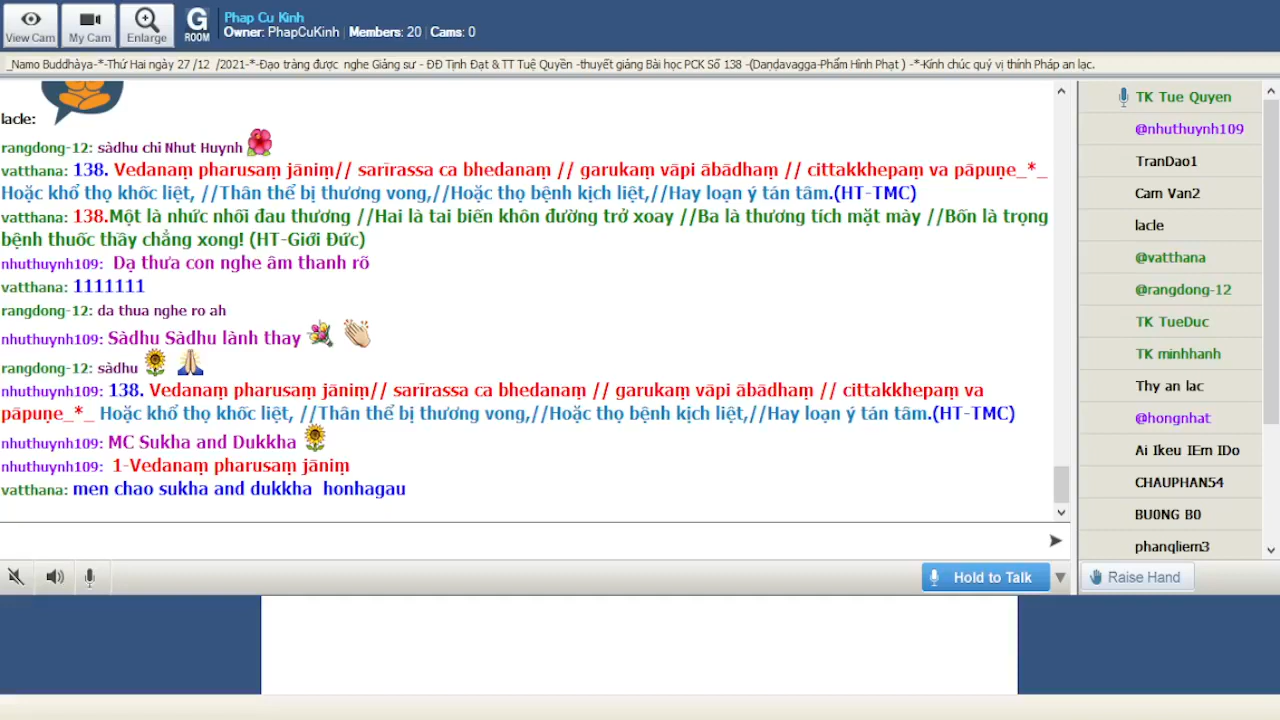 View Cam
My Cam
Enlarge
G
ROOM
Phap Cu Kinh
Owner: PhapCuKinh | Members: 20 | Cams: 0
_Namo Buddhàya-*-Thứ Hai ngày 27 /12 /2021-*-Đạo tràng được nghe Giảng sư - ĐĐ Tịnh Đạt & TT Tuệ Quyền -thuyết giảng Bài học PCK Số 138 -(Daṇḍavagga-Phẩm Hình Phạt ) -*-Kính chúc quý vị thính Pháp an lạc.
lacle:
rangdong-12: sàdhu chi Nhut Huynh
vatthana: 138. Vedanaṃ pharusaṃ jāniṃ// sarīrassa ca bhedanaṃ // garukaṃ vāpi ābādhaṃ // cittakkhepaṃ va pāpuṇe_*_
Hoặc khổ thọ khốc liệt, //Thân thể bị thương vong,//Hoặc thọ bệnh kịch liệt,//Hay loạn ý tán tâm.(HT-TMC)
vatthana: 138.Một là nhức nhối đau thương //Hai là tai biến khôn đường trở xoay //Ba là thương tích mặt mày //Bốn là trọng
bệnh thuốc thầy chẳng xong! (HT-Giới Đức)
nhuthuynh109: Dạ thưa con nghe âm thanh rõ
vatthana: 1111111
rangdong-12: da thua nghe ro ah
nhuthuynh109: Sàdhu Sàdhu lành thay
rangdong-12: sàdhu
nhuthuynh109: 138. Vedanaṃ pharusaṃ jāniṃ// sarīrassa ca bhedanaṃ // garukaṃ vāpi ābādhaṃ // cittakkhepaṃ va
pāpuṇe_*_ Hoặc khổ thọ khốc liệt, //Thân thể bị thương vong,//Hoặc thọ bệnh kịch liệt,//Hay loạn ý tán tâm.(HT-TMC)
nhuthuynh109: MC Sukha and Dukkha
nhuthuynh109: 1-Vedanaṃ pharusaṃ jāniṃ
vatthana: men chao sukha and dukkha honhagau
Hold to Talk
TK Tue Quyen
@nhuthuynh109
TranDao1
Cam Van2
lacle
@vatthana
@rangdong-12
TK TueDuc
TK minhhanh
Thy an lac
@hongnhat
Ai Ikeu IEm IDo
CHAUPHAN54
BU0NG B0
phanqliem3
Raise Hand